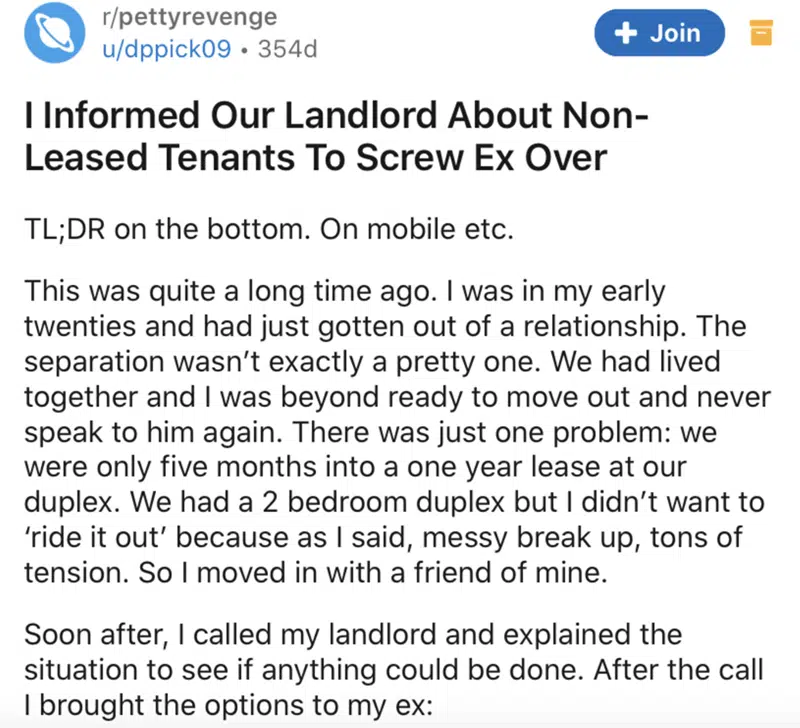 r/pettyrevenge
u/dppick09 • 354d
+ Join
I Informed Our Landlord About Non-
Leased Tenants To Screw Ex Over
TL;DR on the bottom. On mobile etc.
This was quite a long time ago. I was in my early
twenties and had just gotten out of a relationship. The
separation wasn’t exactly a pretty one. We had lived
together and I was beyond ready to move out and never
speak to him again. There was just one problem: we
were only five months into a one year lease at our
duplex. We had a 2 bedroom duplex but I didn’t want to
‘ride it out’ because as I said, messy break up, tons of
tension. So I moved in with a friend of mine.
Soon after, I called my landlord and explained the
situation to see if anything could be done. After the call
I brought the options to my ex: